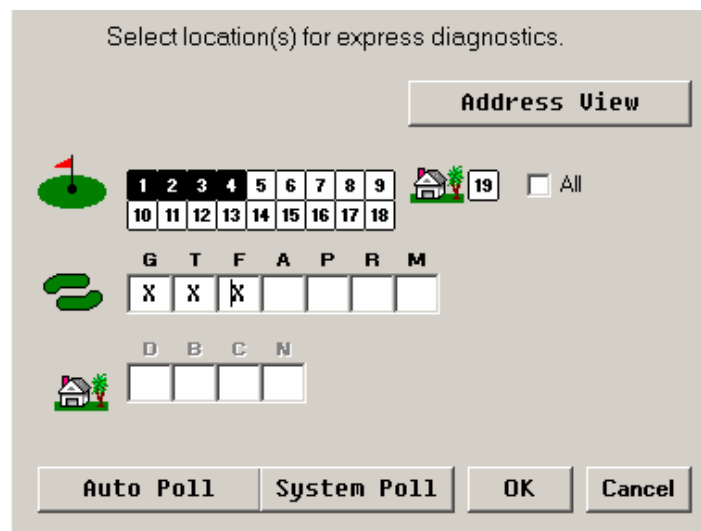 Select location(s) for express diagnostics.
Address View
1 2 3 4 5 6 7 8 9 19 All
10 11 12 13 14 15 16 17 18
G T F A P R M
X X X
D B C N
Auto Poll System Poll OK Cancel